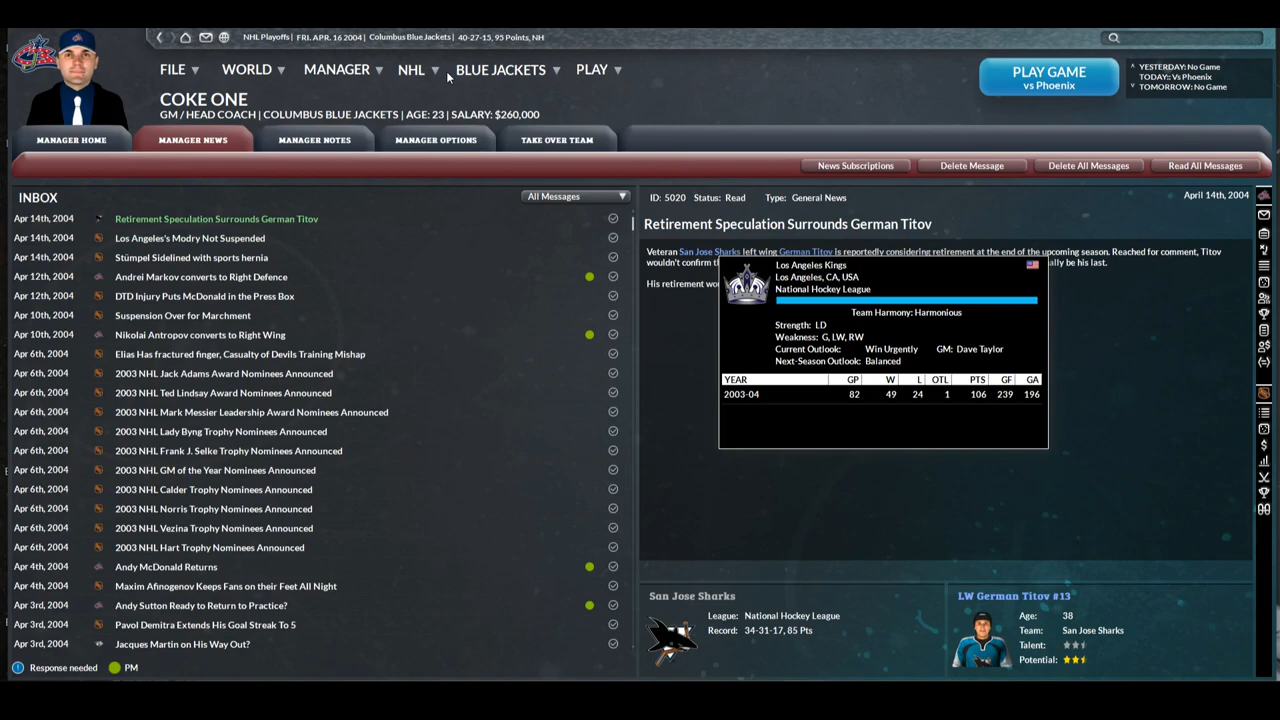 NHL Playoffs | FRI. APR. 16 2004 | Columbus Blue Jackets | 40-27-15, 95 Points, NH
FILE WORLD MANAGER NHL BLUE JACKETS PLAY
PLAY GAME
vs Phoenix
YESTERDAY: No Game
TODAY:: Vs Phoenix
TOMORROW: No Game
COKE ONE
GM / HEAD COACH | COLUMBUS BLUE JACKETS | AGE: 23 | SALARY: $260,000
MANAGER HOME MANAGER NEWS MANAGER NOTES MANAGER OPTIONS TAKE OVER TEAM
News Subscriptions Delete Message Delete All Messages Read All Messages
INBOX All Messages
Apr 14th, 2004 Retirement Speculation Surrounds German Titov
Apr 14th, 2004 Los Angeles's Modry Not Suspended
Apr 14th, 2004 Stümpel Sidelined with sports hernia
Apr 12th, 2004 Andrei Markov converts to Right Defence
Apr 12th, 2004 DTD Injury Puts McDonald in the Press Box
Apr 10th, 2004 Suspension Over for Marchment
Apr 10th, 2004 Nikolai Antropov converts to Right Wing
Apr 6th, 2004 Elias Has fractured finger, Casualty of Devils Training Mishap
Apr 6th, 2004 2003 NHL Jack Adams Award Nominees Announced
Apr 6th, 2004 2003 NHL Ted Lindsay Award Nominees Announced
Apr 6th, 2004 2003 NHL Mark Messier Leadership Award Nominees Announced
Apr 6th, 2004 2003 NHL Lady Byng Trophy Nominees Announced
Apr 6th, 2004 2003 NHL Frank J. Selke Trophy Nominees Announced
Apr 6th, 2004 2003 NHL GM of the Year Nominees Announced
Apr 6th, 2004 2003 NHL Calder Trophy Nominees Announced
Apr 6th, 2004 2003 NHL Norris Trophy Nominees Announced
Apr 6th, 2004 2003 NHL Vezina Trophy Nominees Announced
Apr 6th, 2004 2003 NHL Hart Trophy Nominees Announced
Apr 4th, 2004 Andy McDonald Returns
Apr 4th, 2004 Maxim Afinogenov Keeps Fans on their Feet All Night
Apr 3rd, 2004 Andy Sutton Ready to Return to Practice?
Apr 3rd, 2004 Pavol Demitra Extends His Goal Streak To 5
Apr 3rd, 2004 Jacques Martin on His Way Out?
Response needed PM
ID: 5020 Status: Read Type: General News April 14th, 2004
Retirement Speculation Surrounds German Titov
Veteran San Jose Sharks left wing German Titov is reportedly considering retirement at the end of the upcoming season. Reached for comment, Titov
wouldn't confirm ally be his last.
His retirement
Los Angeles Kings
Los Angeles, CA, USA
National Hockey League
Team Harmony: Harmonious
Strength: LD
Weakness: G, LW, RW
Current Outlook: Win Urgently GM: Dave Taylor
Next-Season Outlook: Balanced
YEAR GP W L OTL PTS GF GA
2003-04 82 49 24 1 106 239 196
San Jose Sharks
League: National Hockey League
Record: 34-31-17, 85 Pts
LW German Titov #13
Age: 38
Team: San Jose Sharks
Talent:
Potential: